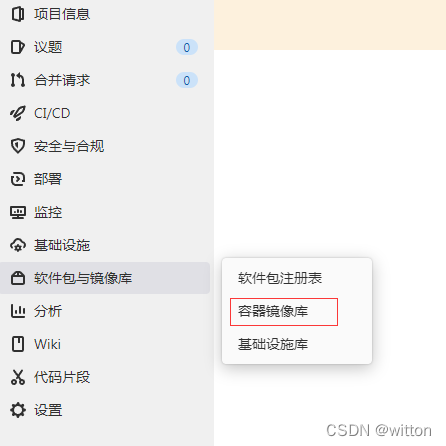 项目信息
议题 0
合并请求 0
CI/CD
安全与合规
部署
监控
基础设施
软件包与镜像库
软件包注册表
容器镜像库
基础设施库
分析
Wiki
代码片段
设置
CSDN @witton